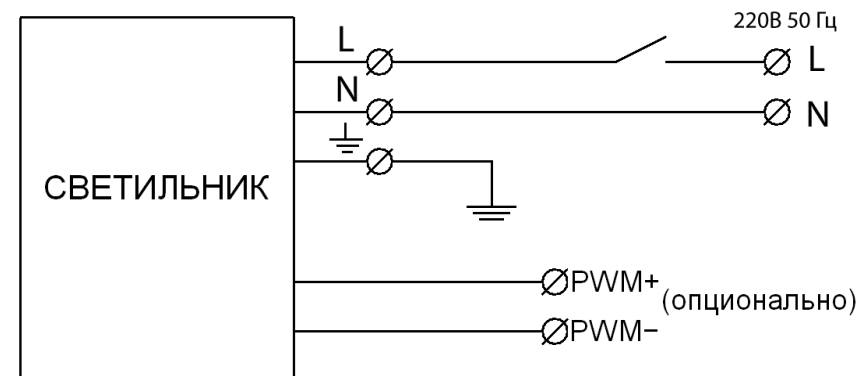 220В 50 Гц
L
L
N
N
СВЕТИЛЬНИК
PWM+
(опционально)
PWM−